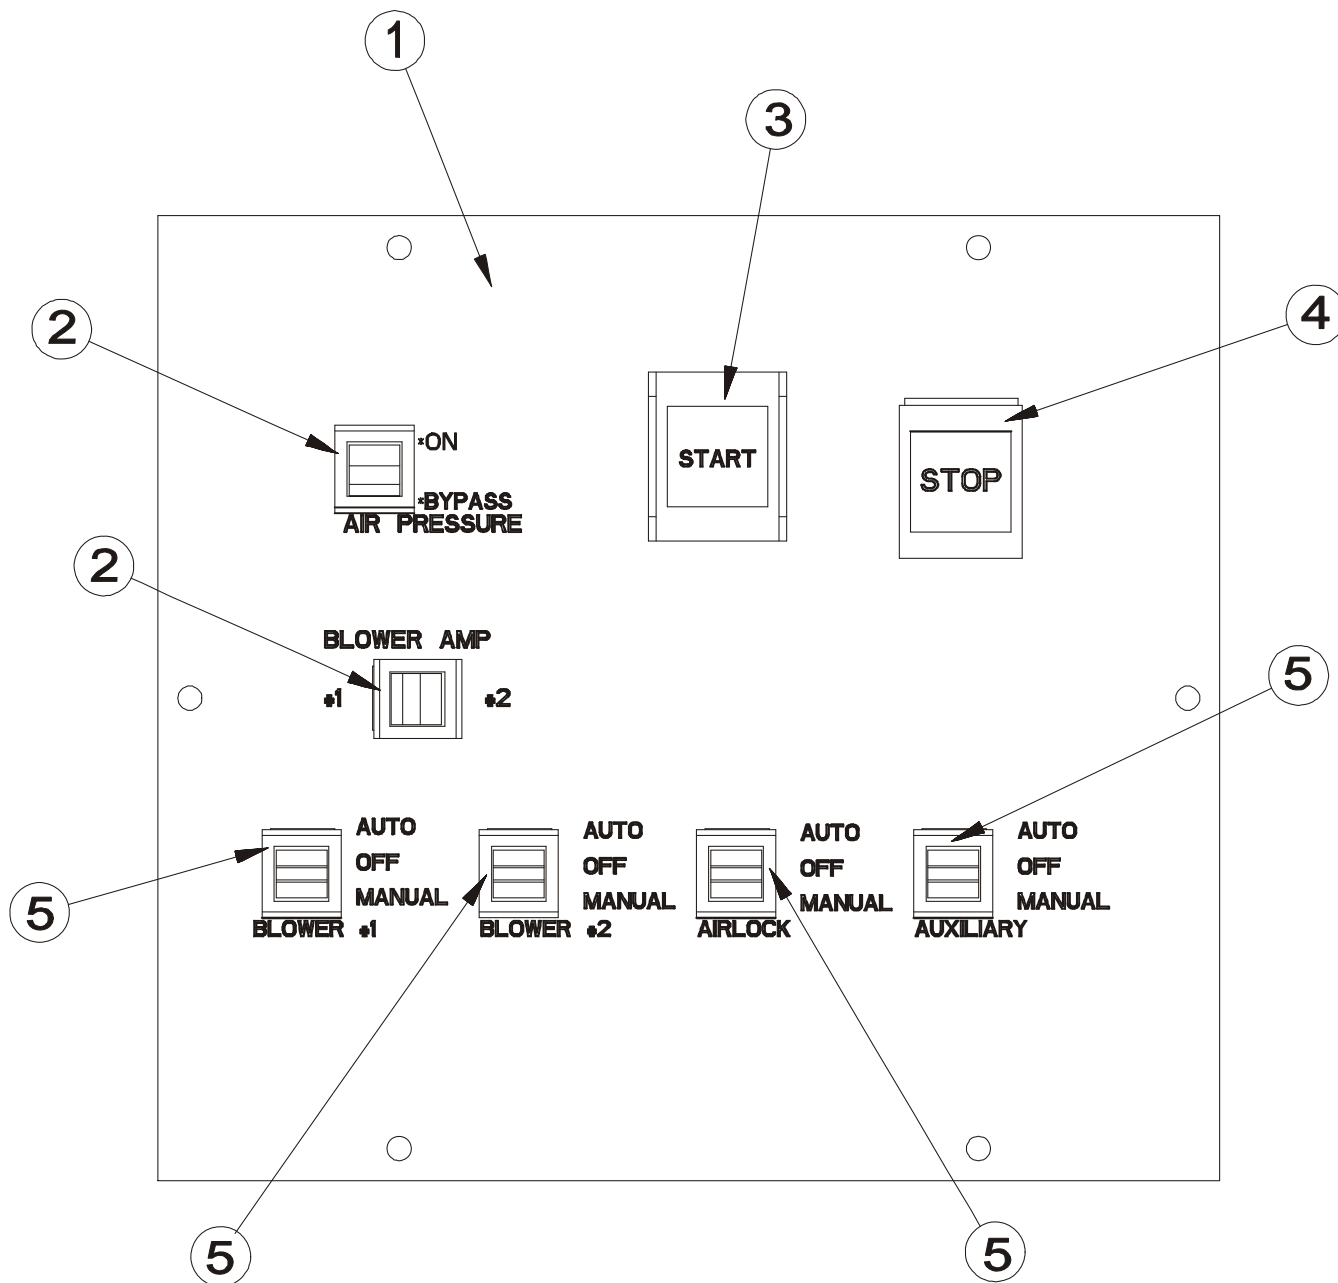 1
3
2
4
*ON
START
STOP
*BYPASS
AIR PRESSURE
2
BLOWER AMP
#1
#2
5
AUTO
OFF
MANUAL
BLOWER #1
AUTO
OFF
MANUAL
BLOWER #2
AUTO
OFF
MANUAL
AIRLOCK
AUTO
OFF
MANUAL
AUXILIARY
5
5
5